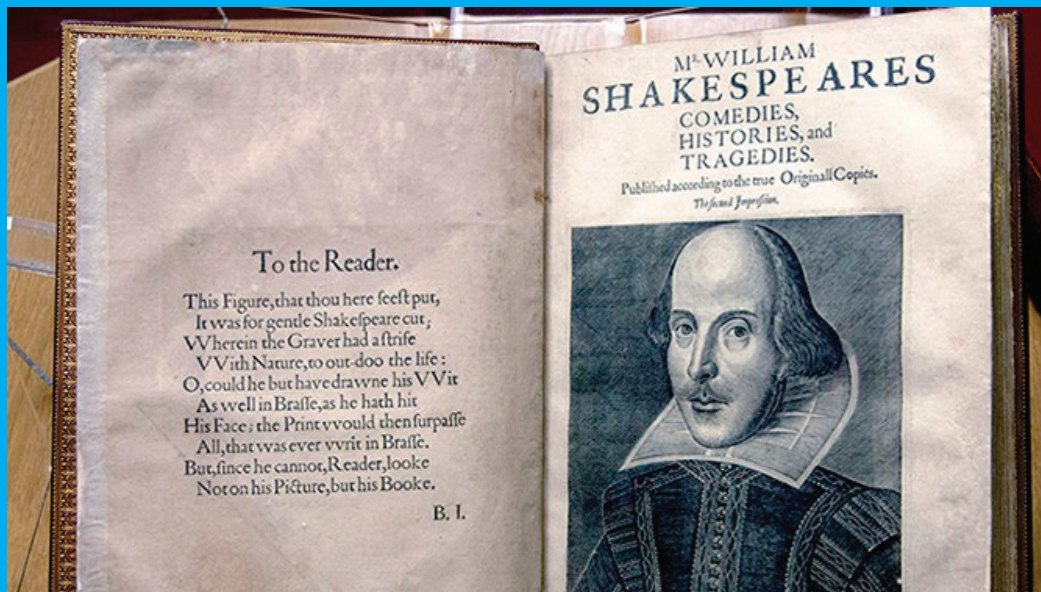 To the Reader.
This Figure, that thou here ſeeſt put,
It was for gentle Shakeſpeare cut;
VVherein the Graver had a ſtrife
VVith Nature, to out-doo the life:
O, could he but have dravvne his VVit
As well in Braſſe, as he hath hit
His Face; the Print vvould then ſurpaſſe
All, that vvas ever vvrit in Braſſe.
But, ſince he cannot, Reader, looke
Not on his Picture, but his Booke.
B. I.
Mr. WILLIAM
SHAKESPEARES
COMEDIES,
HISTORIES, and
TRAGEDIES.
Publiſhed according to the true Originall Copies.
The ſecond Impreſſion.